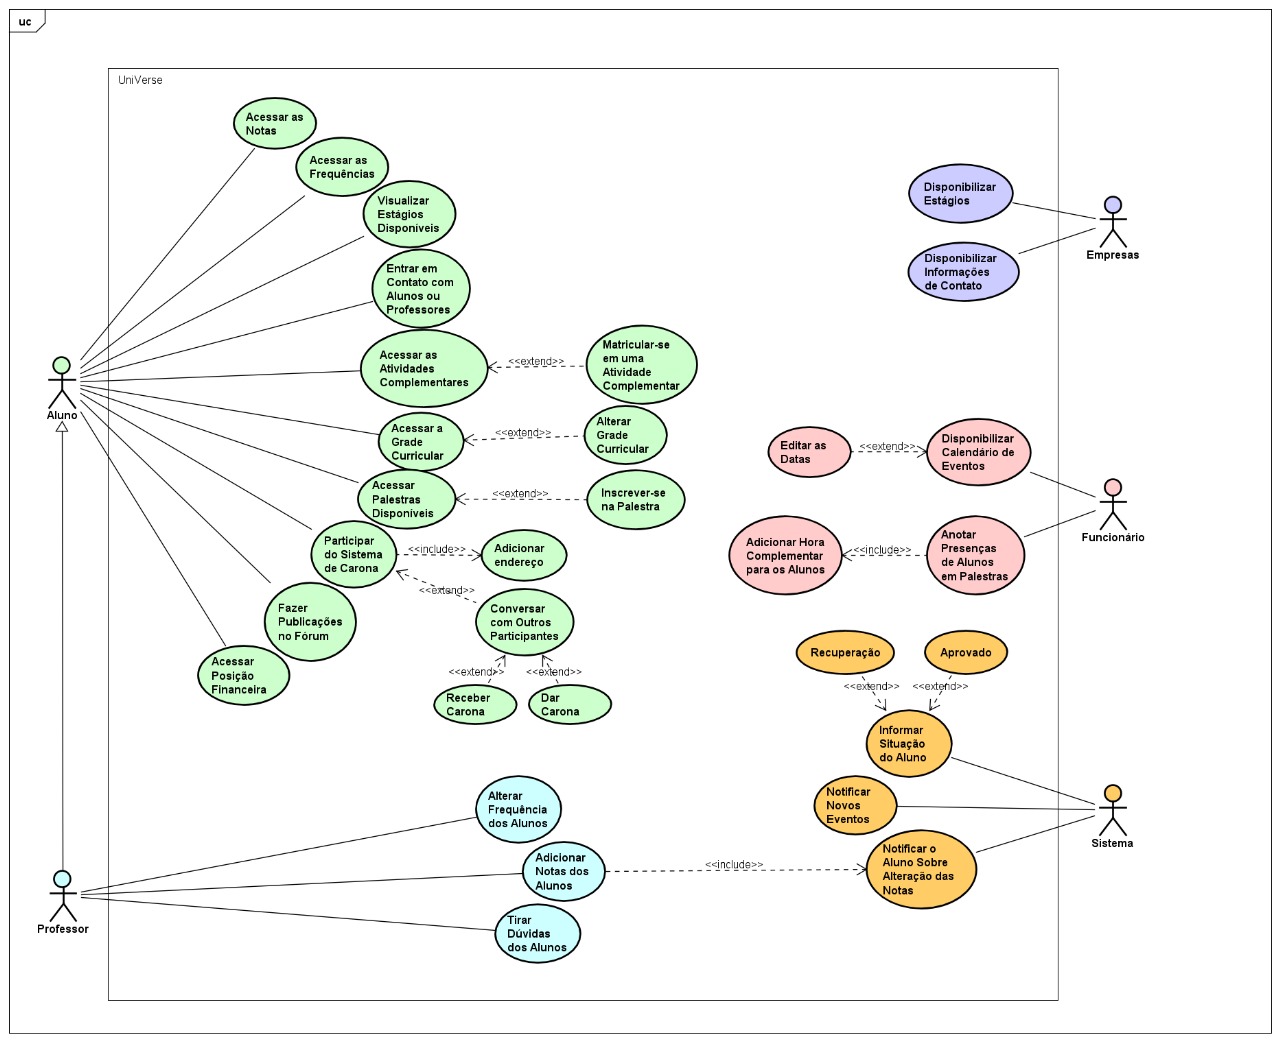 uc
UniVerse
Acessar as
Notas
Acessar as
Frequências
Visualizar
Estágios
Disponíveis
Entrar em
Contato com
Alunos ou
Professores
Acessar as
Atividades
Complementares
<<extend>>
Matricular-se
em uma
Atividade
Complementar
Acessar a
Grade
Curricular
<<extend>>
Alterar
Grade
Curricular
Acessar
Palestras
Disponíveis
<<extend>>
Inscrever-se
na Palestra
Participar
do Sistema
de Carona
<<include>>
Adicionar
endereço
<<extend>>
Conversar
com Outros
Participantes
<<extend>>
<<extend>>
Receber
Carona
Dar
Carona
Fazer
Publicações
no Fórum
Acessar
Posição
Financeira
Aluno
Professor
Alterar
Frequência
dos Alunos
Adicionar
Notas dos
Alunos
<<include>>
Tirar
Dúvidas
dos Alunos
Disponibilizar
Estágios
Disponibilizar
Informações
de Contato
Empresas
Editar as
Datas
<<extend>>
Disponibilizar
Calendário de
Eventos
Adicionar Hora
Complementar
para os Alunos
<<include>>
Anotar
Presenças
de Alunos
em Palestras
Funcionário
Recuperação
Aprovado
<<extend>>
<<extend>>
Informar
Situação
do Aluno
Notificar
Novos
Eventos
Notificar o
Aluno Sobre
Alteração das
Notas
Sistema